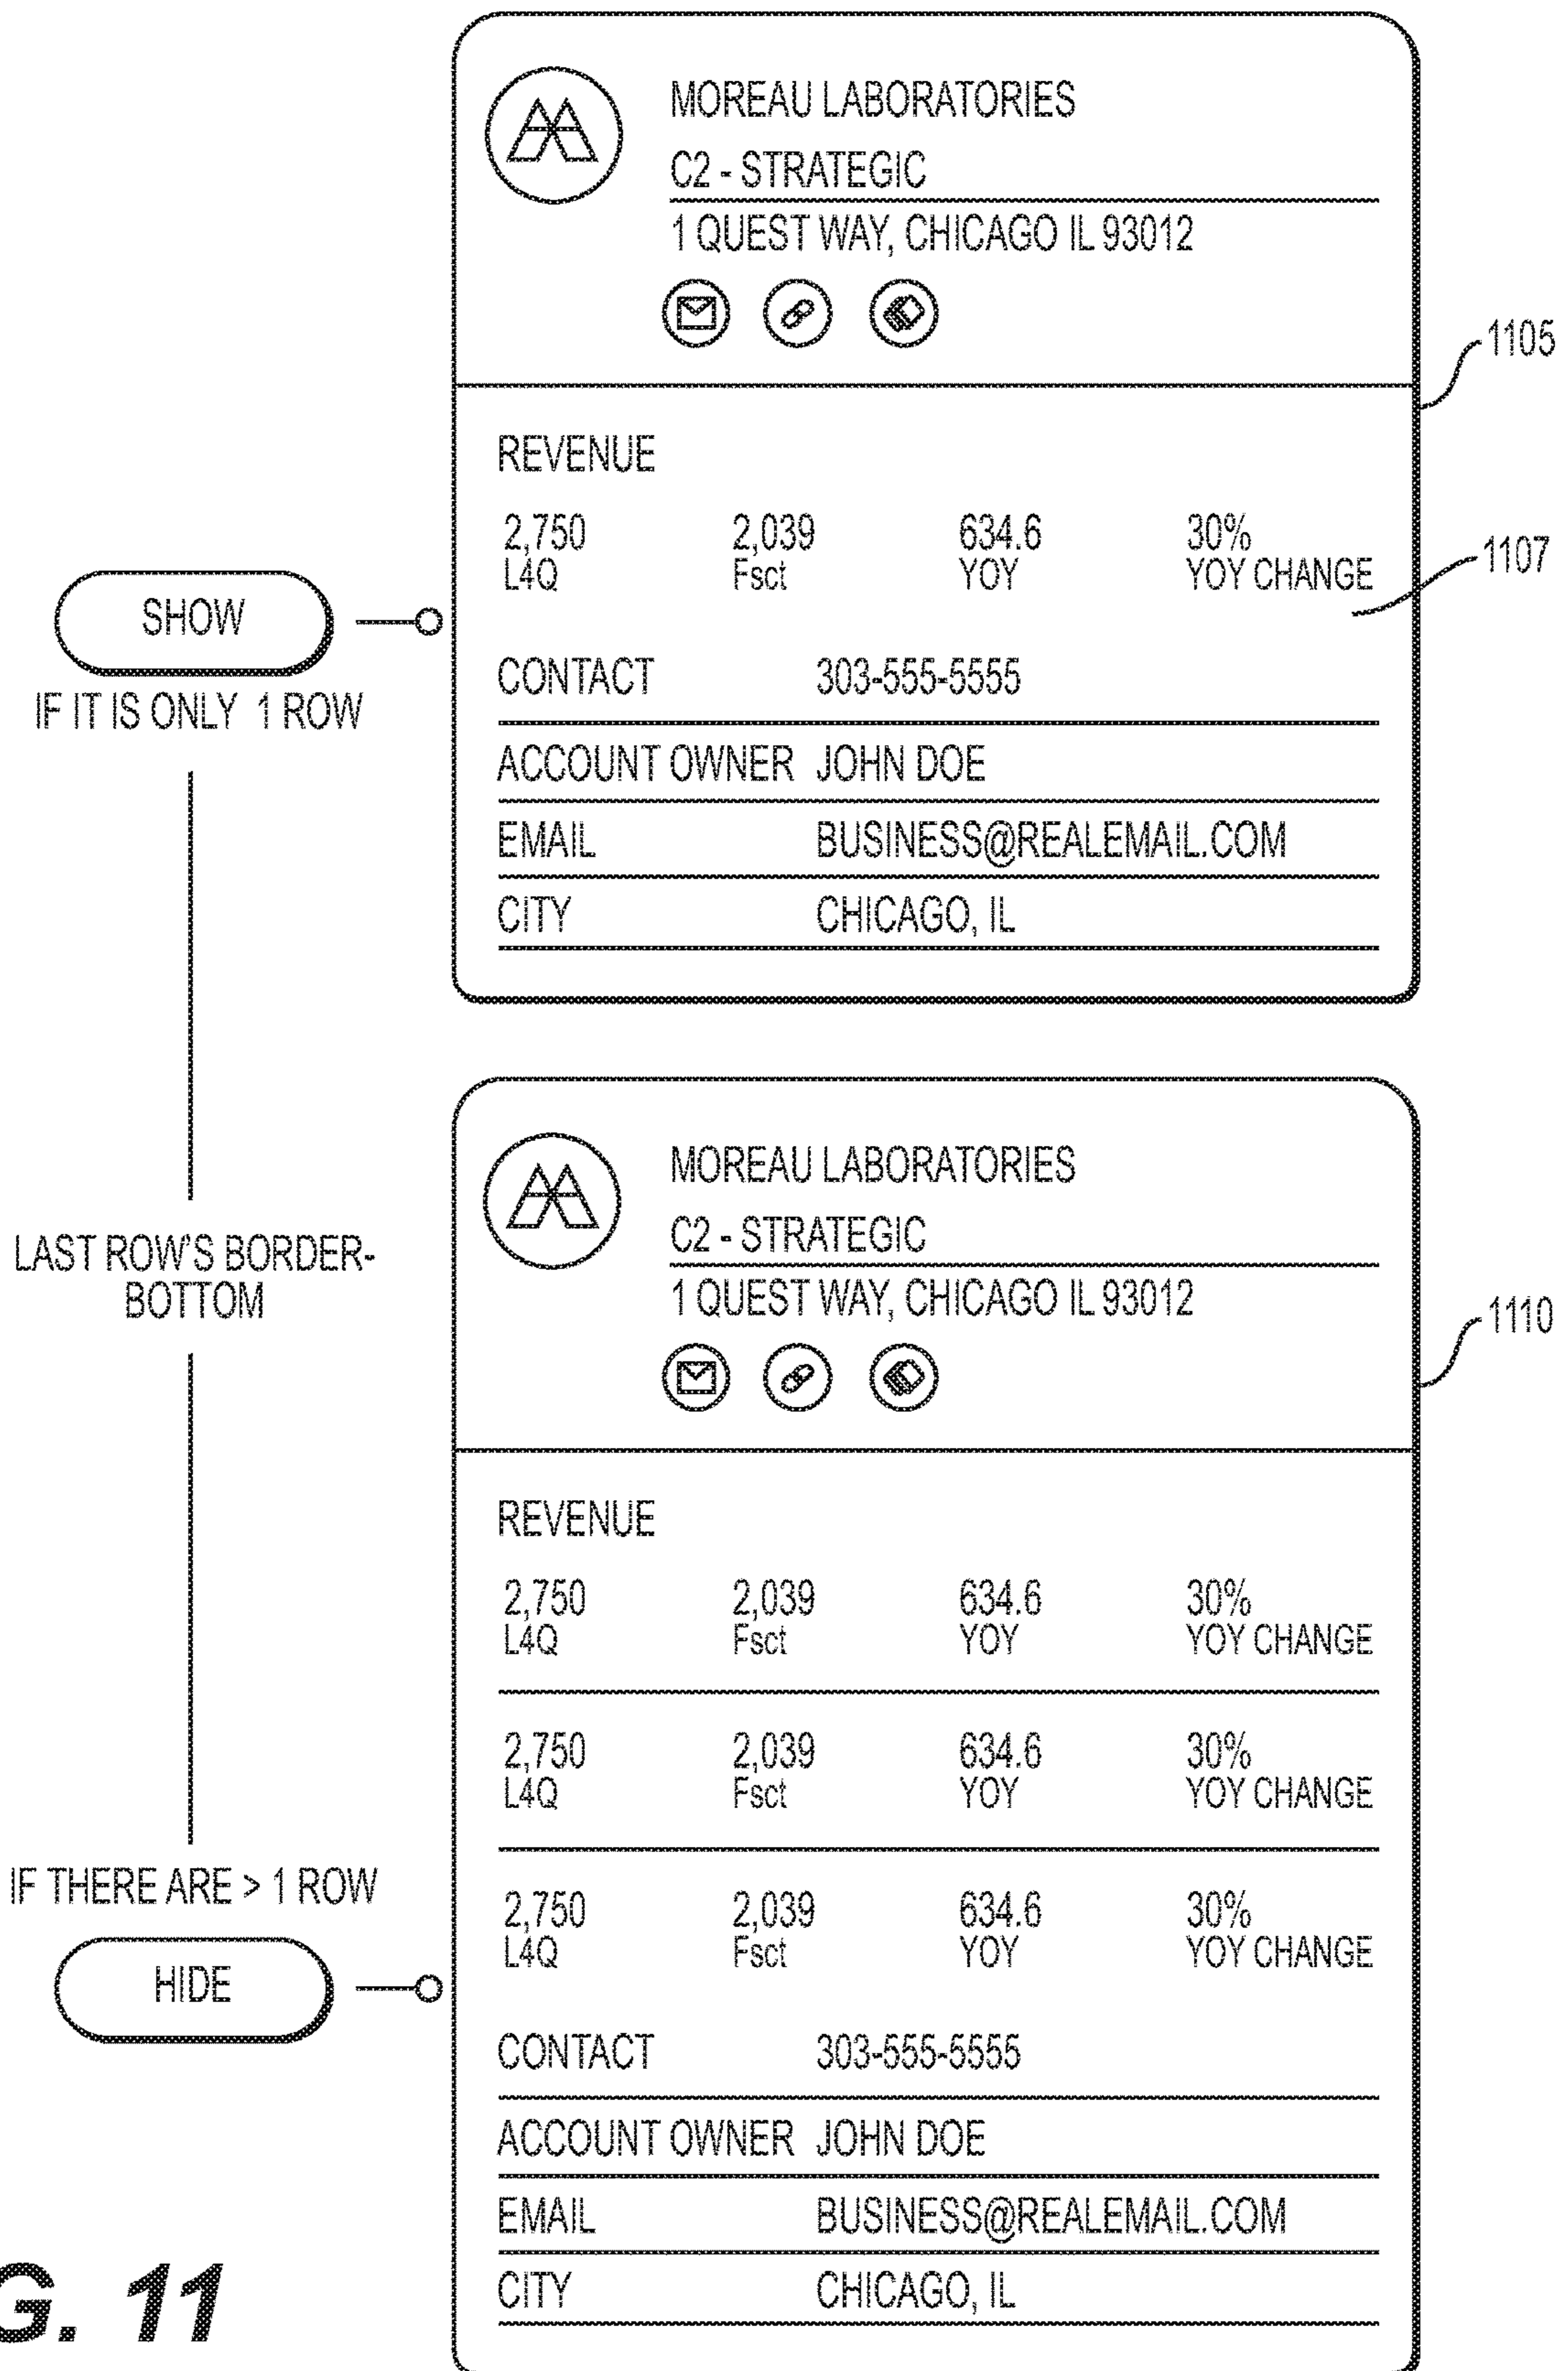 MOREAU LABORATORIES
C2 - STRATEGIC
1 QUEST WAY, CHICAGO IL 93012
1105
REVENUE
2,750 2,039 634.6 30%
L4Q Fsct YOY YOY CHANGE
1107
SHOW
IF IT IS ONLY 1 ROW
CONTACT 303-555-5555
ACCOUNT OWNER JOHN DOE
EMAIL BUSINESS@REALEMAIL.COM
CITY CHICAGO, IL
LAST ROW'S BORDER-
BOTTOM
MOREAU LABORATORIES
C2 - STRATEGIC
1 QUEST WAY, CHICAGO IL 93012
1110
REVENUE
2,750 2,039 634.6 30%
L4Q Fsct YOY YOY CHANGE
2,750 2,039 634.6 30%
L4Q Fsct YOY YOY CHANGE
IF THERE ARE > 1 ROW
HIDE
2,750 2,039 634.6 30%
L4Q Fsct YOY YOY CHANGE
CONTACT 303-555-5555
ACCOUNT OWNER JOHN DOE
EMAIL BUSINESS@REALEMAIL.COM
CITY CHICAGO, IL
G. 11